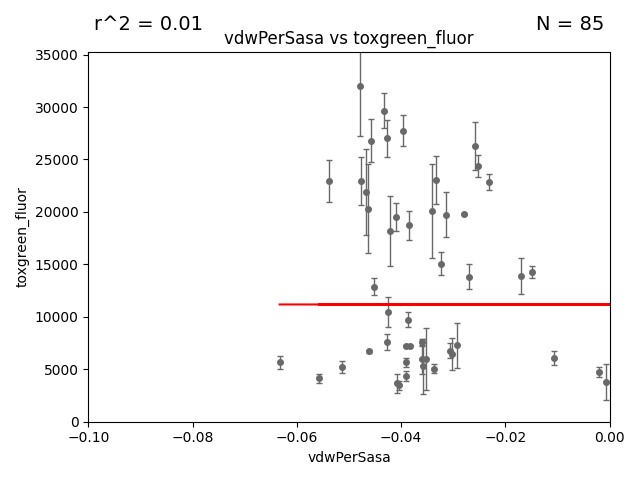 r^2 = 0.01
N = 85
vdwPerSasa vs toxgreen_fluor
35000
30000
25000
20000
15000
10000
5000
0
toxgreen_fluor
−0.10
−0.08
−0.06
−0.04
−0.02
0.00
vdwPerSasa